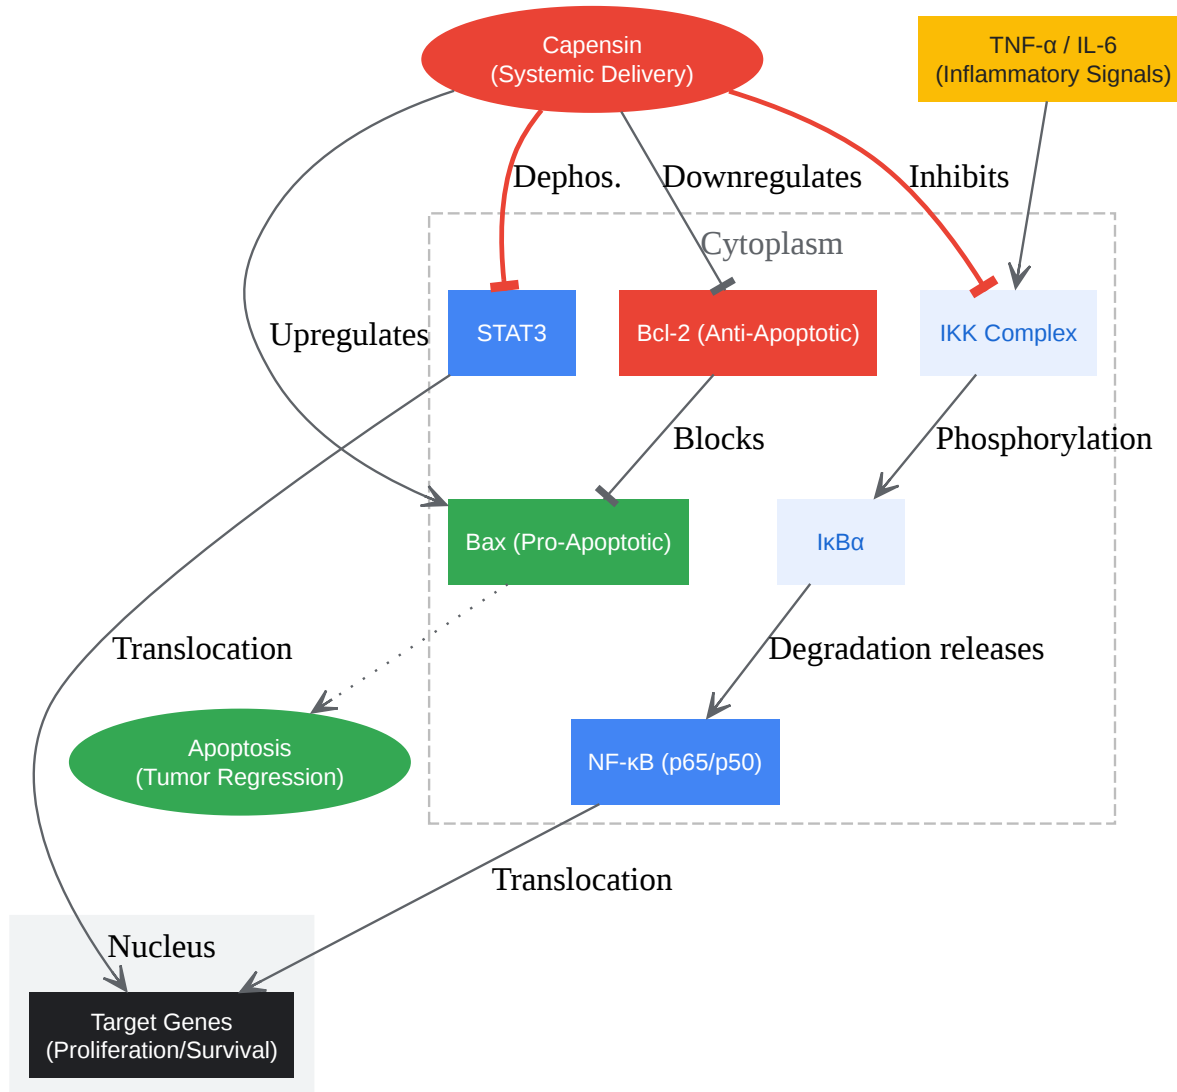 Capensin
(Systemic Delivery)
TNF-α / IL-6
(Inflammatory Signals)
Dephos.
Downregulates
Inhibits
Cytoplasm
Upregulates
STAT3
Bcl-2 (Anti-Apoptotic)
IKK Complex
Blocks
Phosphorylation
Bax (Pro-Apoptotic)
IκBα
Translocation
Degradation releases
Apoptosis
(Tumor Regression)
NF-κB (p65/p50)
Translocation
Nucleus
Target Genes
(Proliferation/Survival)